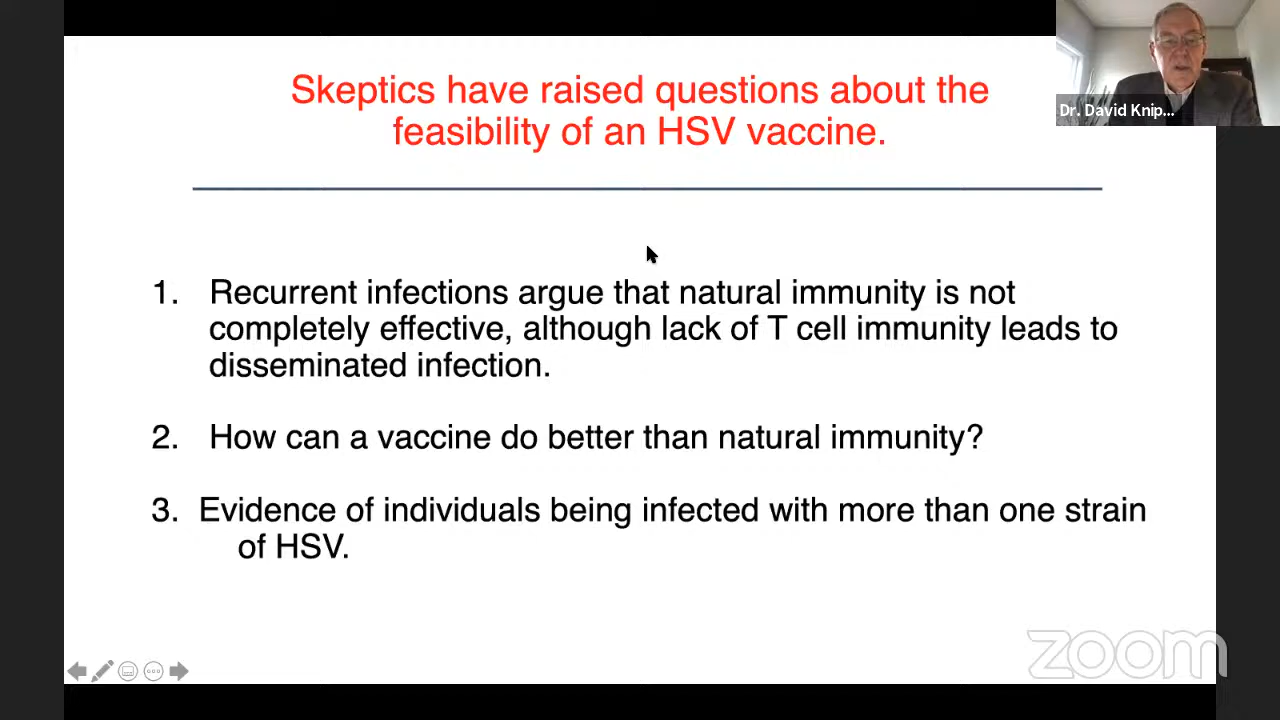 Skeptics have raised questions about the
feasibility of an HSV vaccine.
Dr. David Knip...
1. Recurrent infections argue that natural immunity is not
completely effective, although lack of T cell immunity leads to
disseminated infection.
2. How can a vaccine do better than natural immunity?
3. Evidence of individuals being infected with more than one strain
of HSV.
zoom